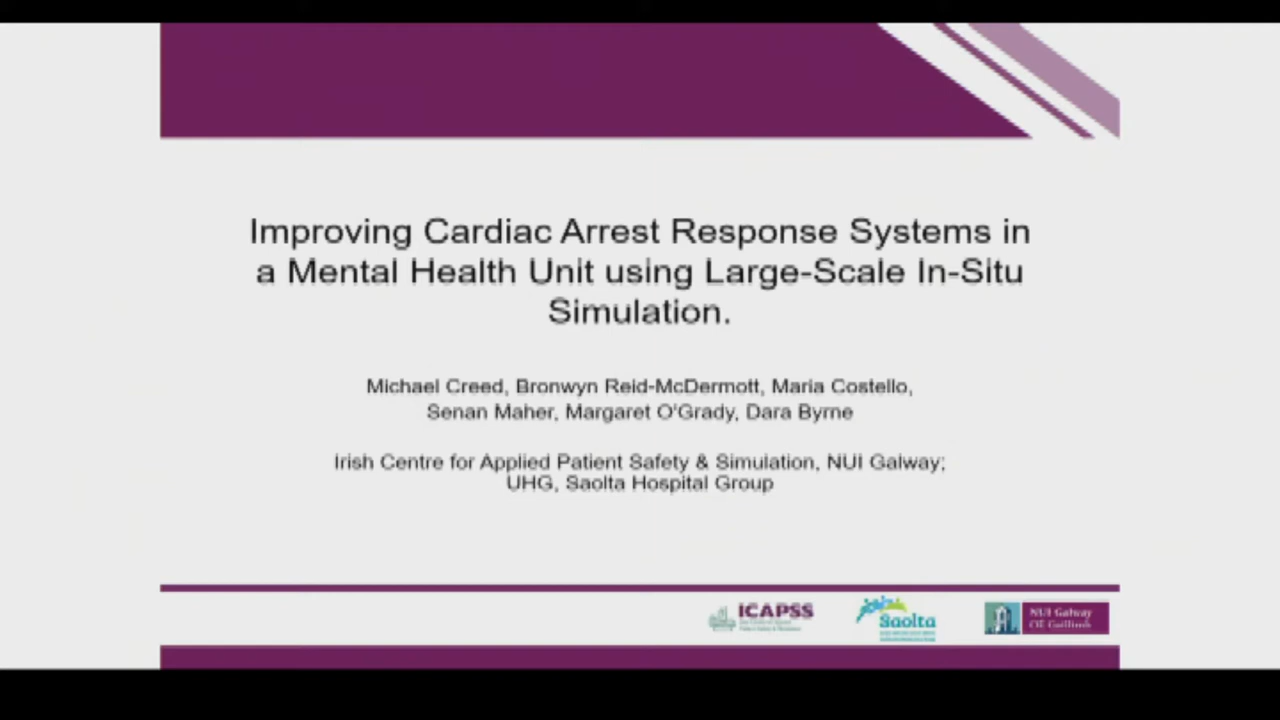 Improving Cardiac Arrest Response Systems in
a Mental Health Unit using Large-Scale In-Situ
Simulation.
Michael Creed, Bronwyn Reid-McDermott, Maria Costello,
Senan Maher, Margaret O'Grady, Dara Byrne
Irish Centre for Applied Patient Safety & Simulation, NUI Galway;
UHG, Saolta Hospital Group
ICAPSS
Saolta
NUI Galway
OÉ Gaillimh